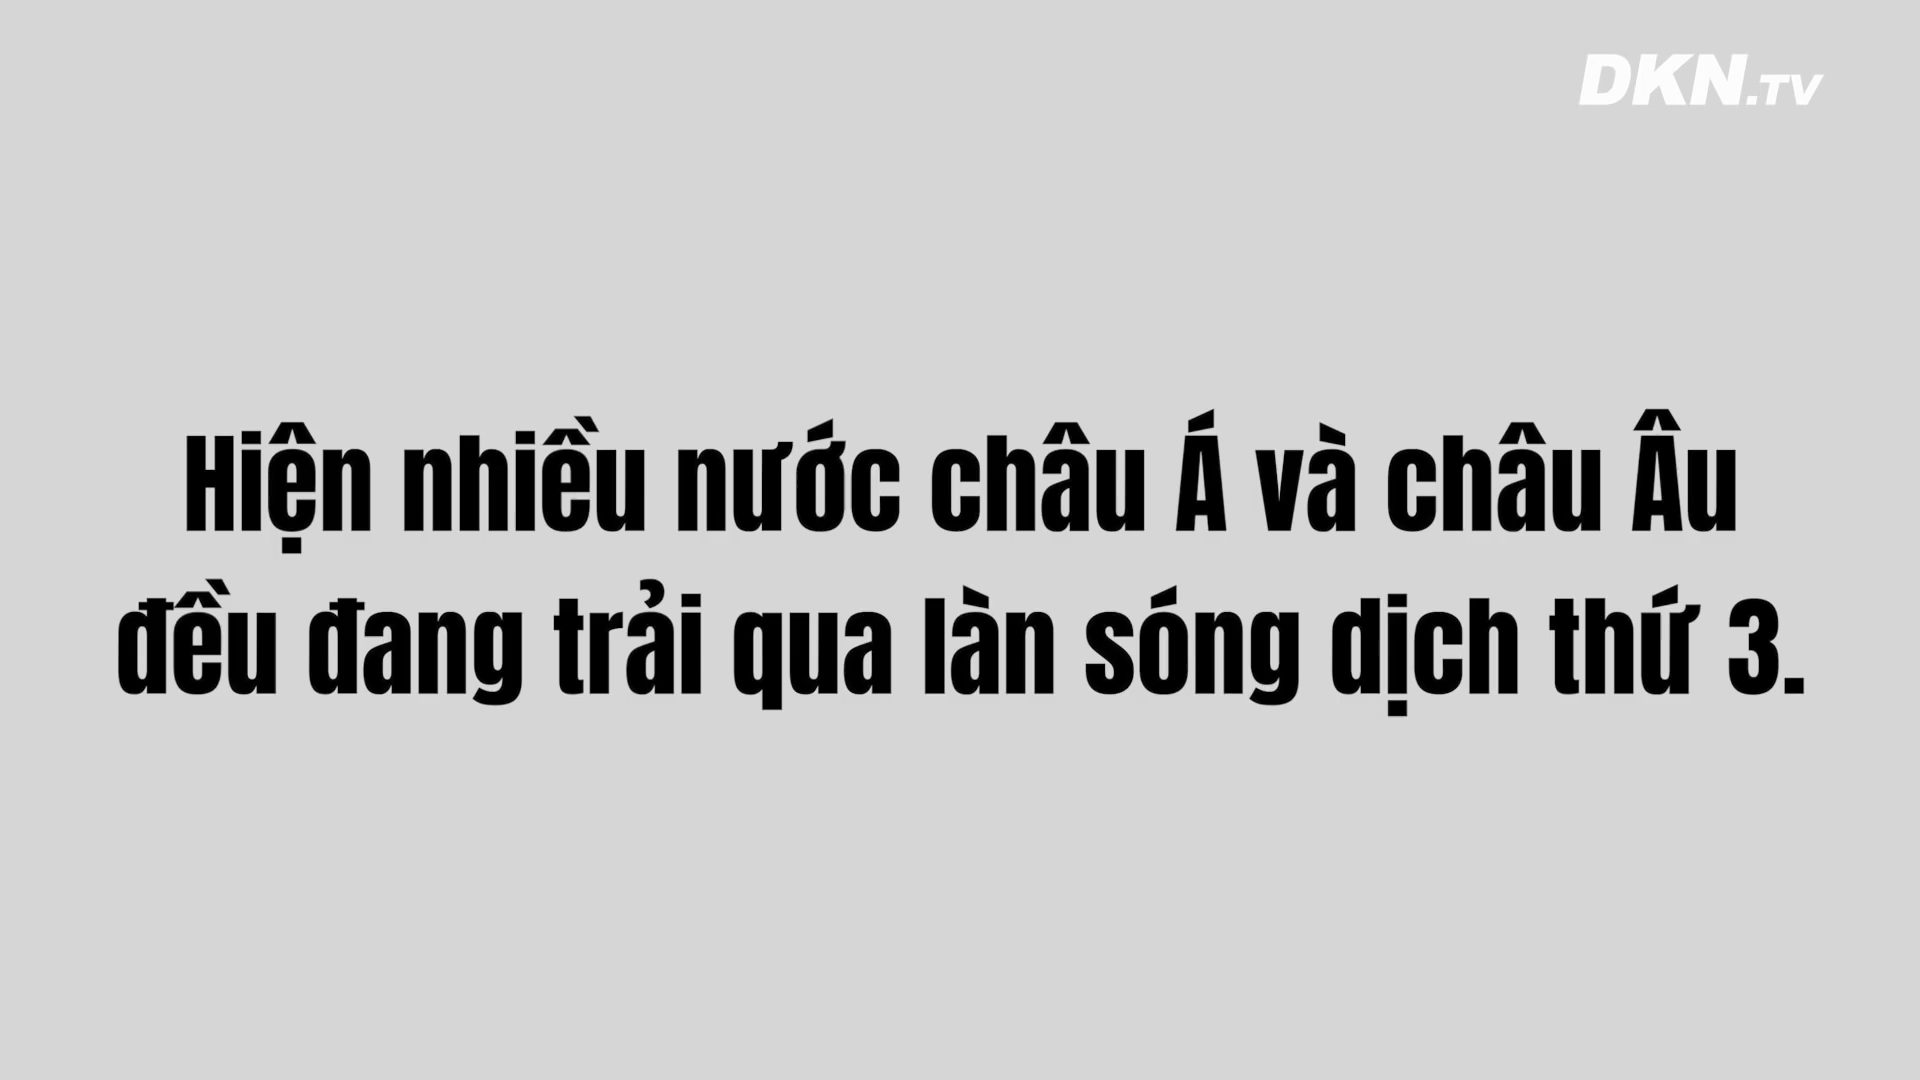 DKN.TV
Hiện nhiều nước châu Á và châu Âu
đều đang trải qua làn sóng dịch thứ 3.